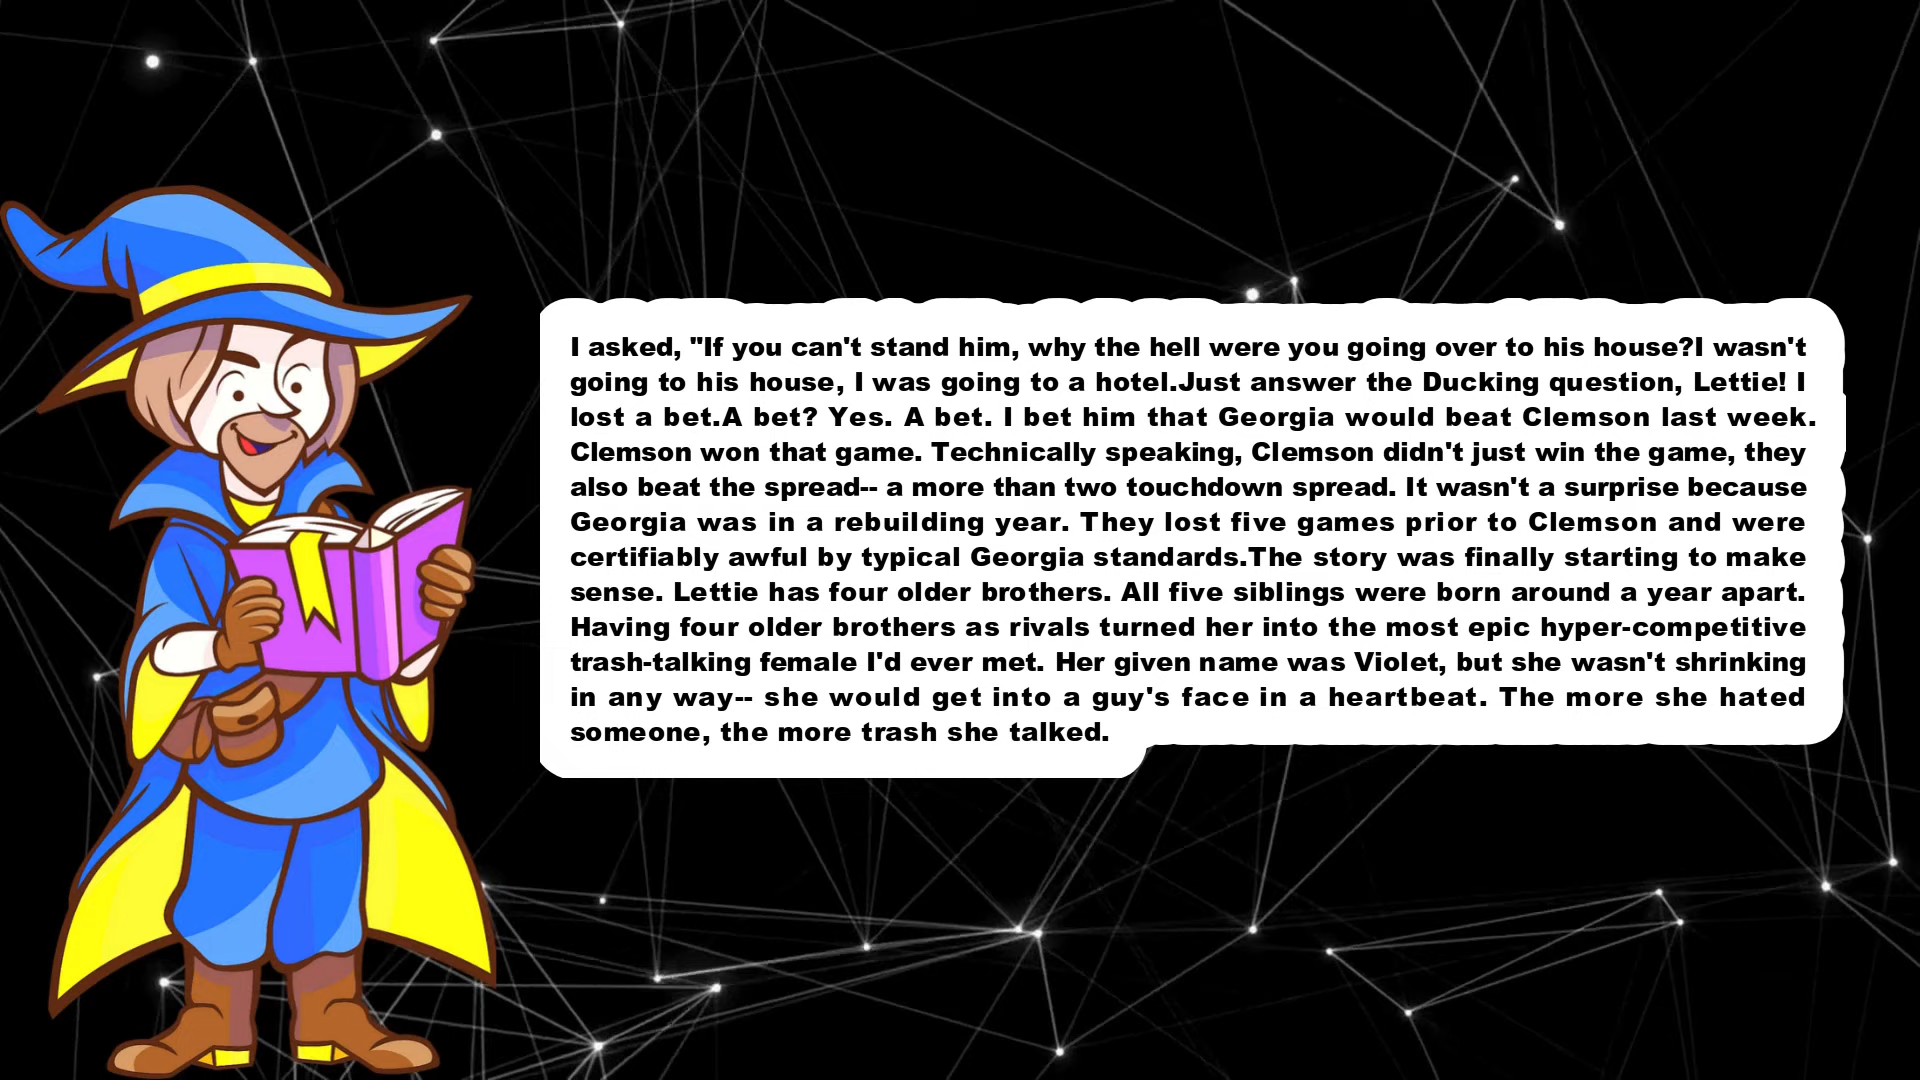 I asked, "If you can't stand him, why the hell were you going over to his house?I wasn't
going to his house, I was going to a hotel.Just answer the Ducking question, Lettie! I
lost a bet.A bet? Yes. A bet. I bet him that Georgia would beat Clemson last week.
Clemson won that game. Technically speaking, Clemson didn't just win the game, they
also beat the spread-- a more than two touchdown spread. It wasn't a surprise because
Georgia was in a rebuilding year. They lost five games prior to Clemson and were
certifiably awful by typical Georgia standards.The story was finally starting to make
sense. Lettie has four older brothers. All five siblings were born around a year apart.
Having four older brothers as rivals turned her into the most epic hyper-competitive
trash-talking female I'd ever met. Her given name was Violet, but she wasn't shrinking
in any way-- she would get into a guy's face in a heartbeat. The more she hated
someone, the more trash she talked.